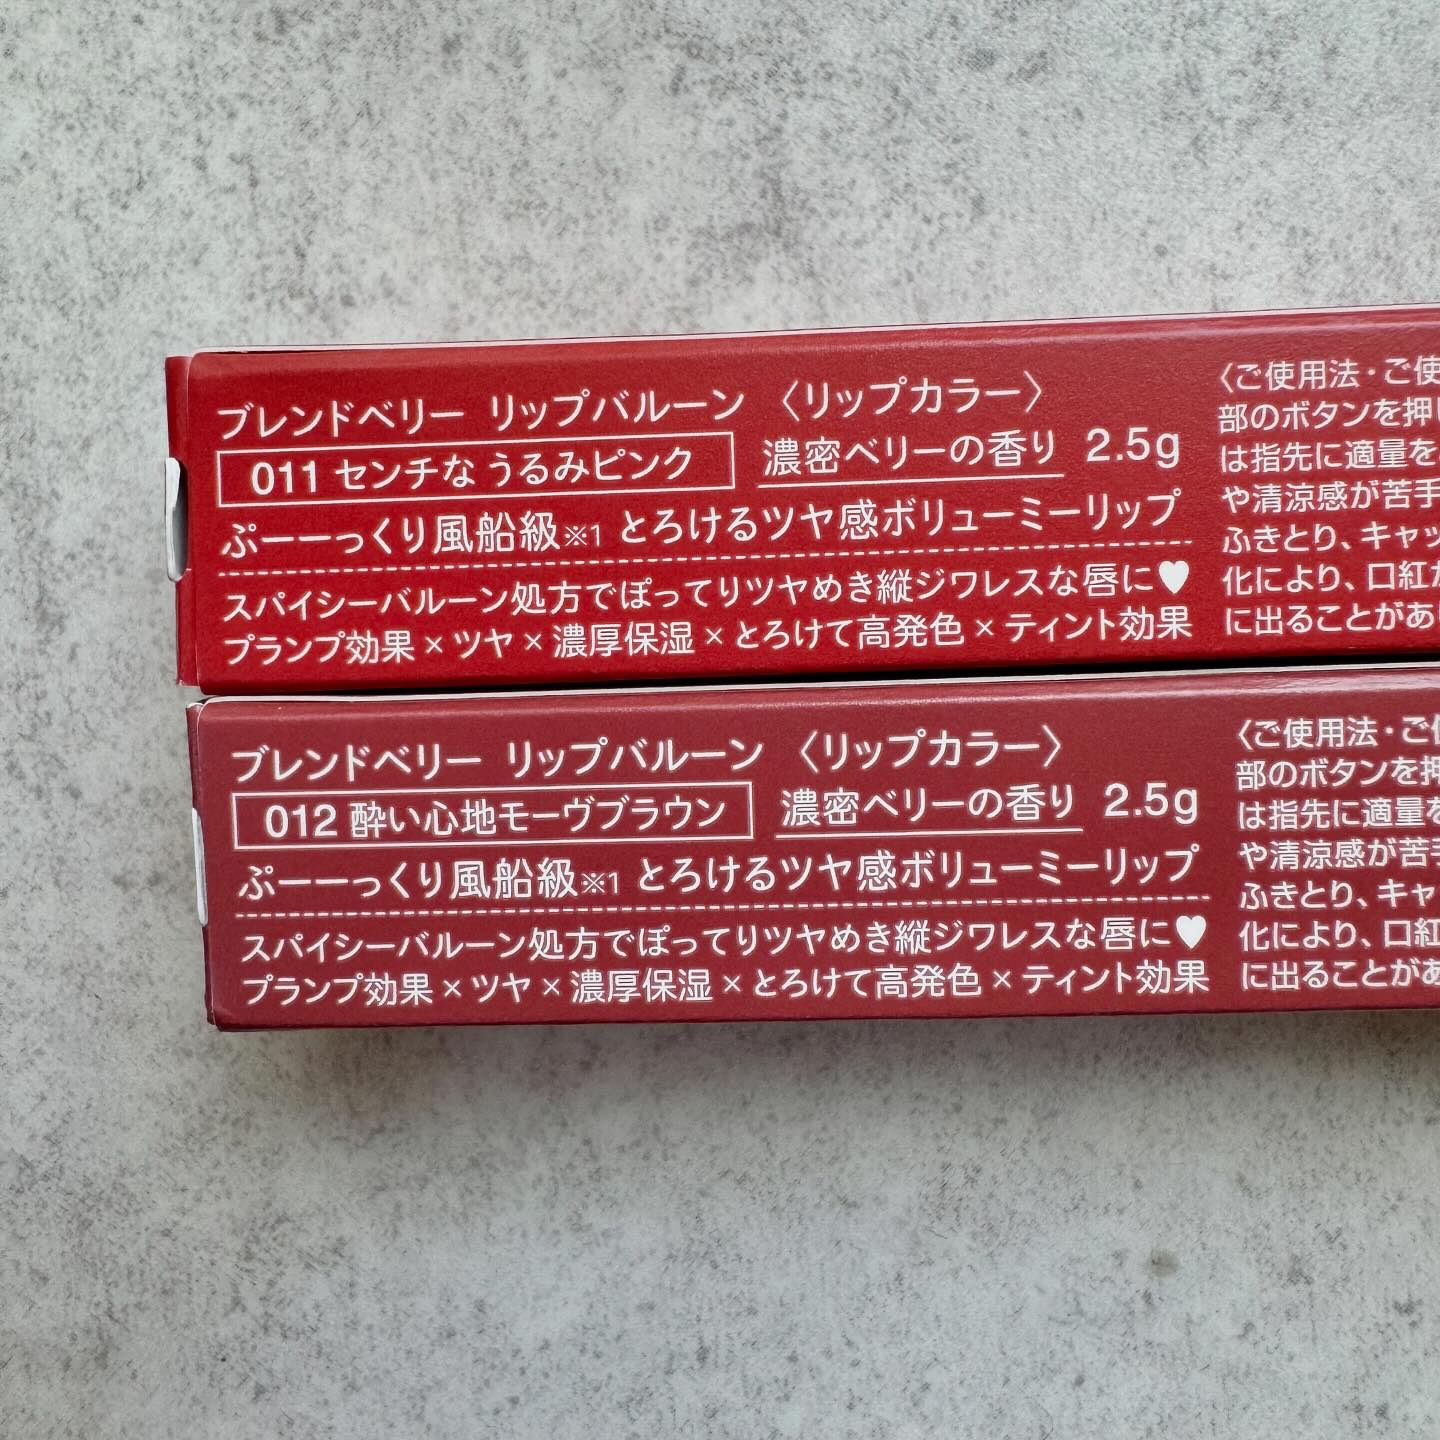 ブレンドベリー リップバルーン 〈リップカラー〉
011 センチな うるみピンク 濃密ベリーの香り 2.5g
ぷーーっくり風船級※1 とろけるツヤ感ボリューミーリップ
スパイシーバルーン処方でぽってりツヤめき縦ジワレスな唇に♥
プランプ効果×ツヤ×濃厚保湿×とろけて高発色×ティント効果
〈ご使用法・ご使
部のボタンを押し
は指先に適量を
や清涼感が苦手
ふきとり、キャッ
化により、口紅が
に出ることがあり
ブレンドベリー リップバルーン 〈リップカラー〉
012 酔い心地モーヴブラウン 濃密ベリーの香り 2.5g
ぷーーっくり風船級※1 とろけるツヤ感ボリューミーリップ
スパイシーバルーン処方でぽってりツヤめき縦ジワレスな唇に♥
プランプ効果×ツヤ×濃厚保湿×とろけて高発色×ティント効果
〈ご使用法・ご使
部のボタンを押
は指先に適量を
や清涼感が苦手
ふきとり、キャ
化により、口紅
に出ることがあ